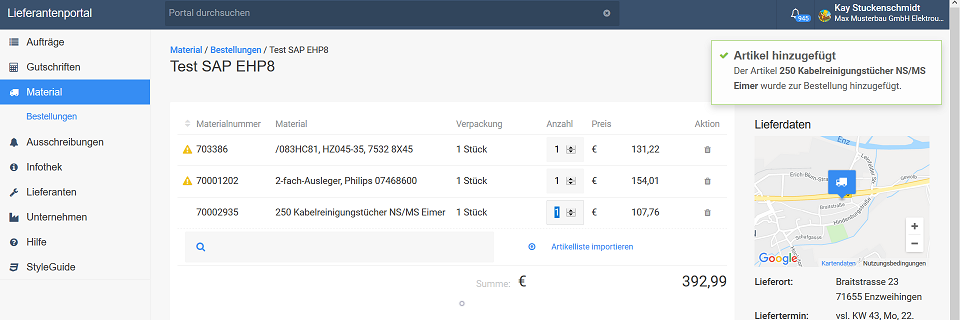 Lieferantenportal
Portal durchsuchen
945
Kay Stuckenschmidt
Max Musterbau GmbH Elektrou...
Aufträge
Gutschriften
Material
Bestellungen
Ausschreibungen
Infothek
Lieferanten
Unternehmen
Hilfe
StyleGuide
Material / Bestellungen / Test SAP EHP8
Test SAP EHP8
Artikel hinzugefügt
Der Artikel 250 Kabelreinigungstücher NS/MS
Eimer wurde zur Bestellung hinzugefügt.
Materialnummer Material Verpackung Anzahl Preis Aktion
703386 /083HC81, HZ045-35, 7532 8X45 1 Stück 1 € 131,22
70001202 2-fach-Ausleger, Philips 07468600 1 Stück 1 € 154,01
70002935 250 Kabelreinigungstücher NS/MS Eimer 1 Stück 1 € 107,76
Artikelliste importieren
Summe: € 392,99
Lieferdaten
Enz
Erich-Blum-Straße
Braitstraße
Hindenburgstraße
Schafgasse
+
−
Google
Kartendaten Nutzungsbedingungen
Lieferort: Braitstrasse 23
71655 Enzweihingen
Liefertermin: vsl. KW 43, Mo, 22.